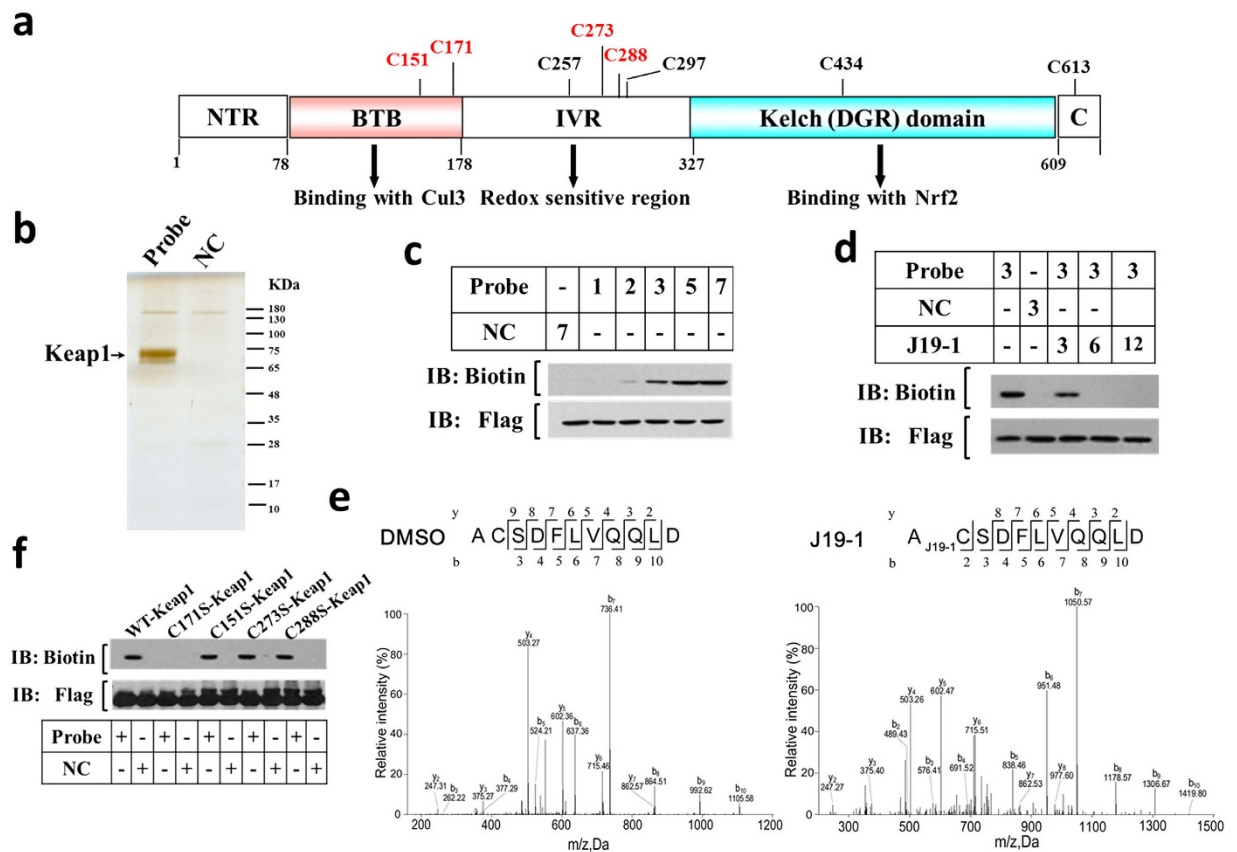 a
C151 C171 C257 C273 C288 C297 C434 C613
NTR BTB IVR Kelch (DGR) domain C
1 78 178 327 609
Binding with Cul3 Redox sensitive region Binding with Nrf2
b
Probe NC
KDa
180
130
100
75
65
48
35
28
17
10
Keap1
c
Probe - 1 2 3 5 7
NC 7 - - - - -
IB: Biotin
IB: Flag
d
Probe 3 - 3 3 3
NC - 3 - -
J19-1 - - 3 6 12
IB: Biotin
IB: Flag
e
y 9 8 7 6 5 4 3 2
DMSO A C S D F L V Q Q L D
b 3 4 5 6 7 8 9 10
Relative intensity (%)
100
80
60
40
20
0
y2 247.31
b3 262.22
y3 375.27
b4 377.29
y4 503.27
b5 524.21
y5 602.36
b6 637.36
y6 715.46
b7 736.41
y7 862.57
b8 864.51
b9 992.62
b10 1105.58
200 400 600 800 1000 1200
m/z,Da
y 8 7 6 5 4 3 2
J19-1 A J19-1 C S D F L V Q Q L D
b 2 3 4 5 6 7 8 9 10
Relative intensity (%)
100
80
60
40
20
0
y2 247.27
y3 375.40
b2 489.43
y4 503.26
b3 576.41
y5 602.47
b4 691.52
y6 715.51
b5 838.46
y7 862.53
b6 951.48
y8 977.60
b7 1050.57
b8 1178.57
b9 1306.67
b10 1419.80
300 500 700 900 1100 1300 1500
m/z,Da
f
WT-Keap1 C171S-Keap1 C151S-Keap1 C273S-Keap1 C288S-Keap1
IB: Biotin
IB: Flag
Probe + - + - + - + - + -
NC - + - + - + - + - +